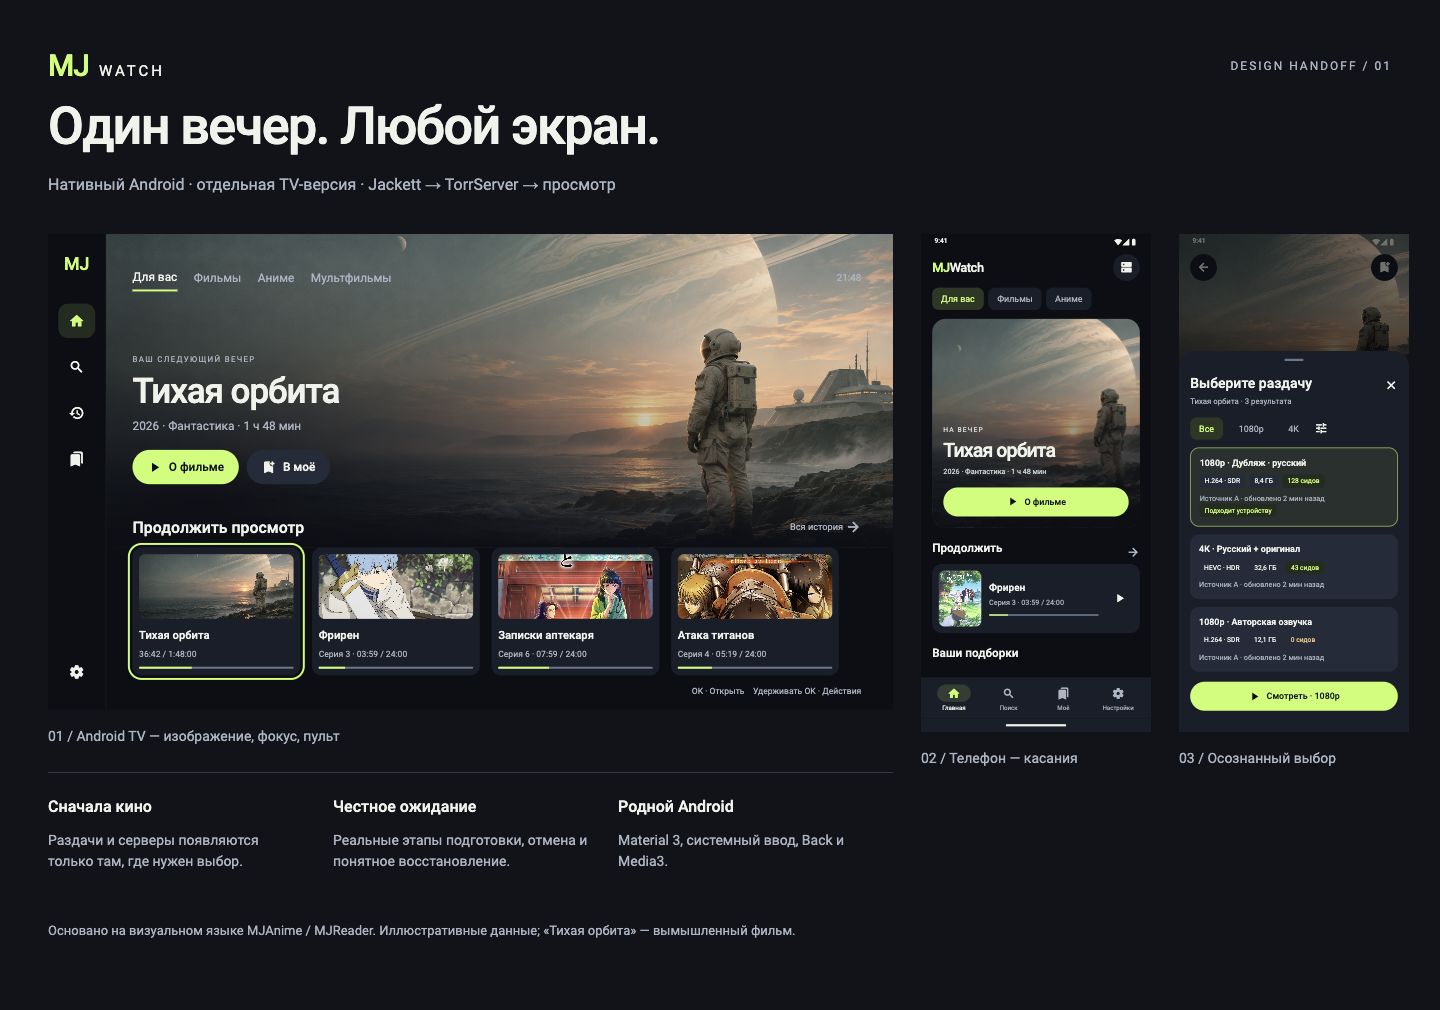 MJ WATCH
DESIGN HANDOFF / 01
Один вечер. Любой экран.
Нативный Android · отдельная TV-версия · Jackett → TorrServer → просмотр
MJ
Для вас Фильмы Аниме Мультфильмы
21:48
ВАШ СЛЕДУЮЩИЙ ВЕЧЕР
Тихая орбита
2026 · Фантастика · 1 ч 48 мин
О фильме
В моё
Продолжить просмотр
Вся история →
Тихая орбита
36:42 / 1:48:00
Фрирен
Серия 3 · 03:59 / 24:00
と
Записки аптекаря
Серия 6 · 07:59 / 24:00
Атака титанов
Серия 4 · 05:19 / 24:00
OK · Открыть Удерживать OK · Действия
01 / Android TV — изображение, фокус, пульт
9:41
MJWatch
Для вас Фильмы Аниме
НА ВЕЧЕР
Тихая орбита
2026 · Фантастика · 1 ч 48 мин
О фильме
Продолжить →
Фрирен
Серия 3 · 03:59 / 24:00
Ваши подборки
Главная Поиск Моё Настройки
02 / Телефон — касания
9:41
Выберите раздачу
Тихая орбита · 3 результата
Все 1080p 4K
1080p · Дубляж · русский
H.264 · SDR 8,4 ГБ 128 сидов
Источник A · обновлено 2 мин назад
Подходит устройству
4K · Русский + оригинал
HEVC · HDR 32,6 ГБ 43 сидов
Источник A · обновлено 2 мин назад
1080p · Авторская озвучка
H.264 · SDR 12,1 ГБ 0 сидов
Источник A · обновлено 2 мин назад
Смотреть · 1080p
03 / Осознанный выбор
Сначала кино
Раздачи и серверы появляются
только там, где нужен выбор.
Честное ожидание
Реальные этапы подготовки, отмена и
понятное восстановление.
Родной Android
Material 3, системный ввод, Back и
Media3.
Основано на визуальном языке MJAnime / MJReader. Иллюстративные данные; «Тихая орбита» — вымышленный фильм.